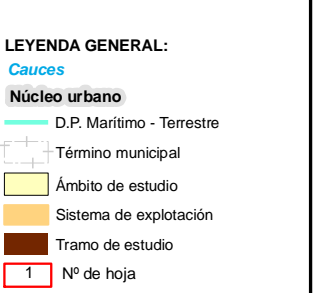 LEYENDA GENERAL:
Cauces
Núcleo urbano
D.P. Marítimo - Terrestre
Término municipal
Ámbito de estudio
Sistema de explotación
Tramo de estudio
1 Nº de hoja